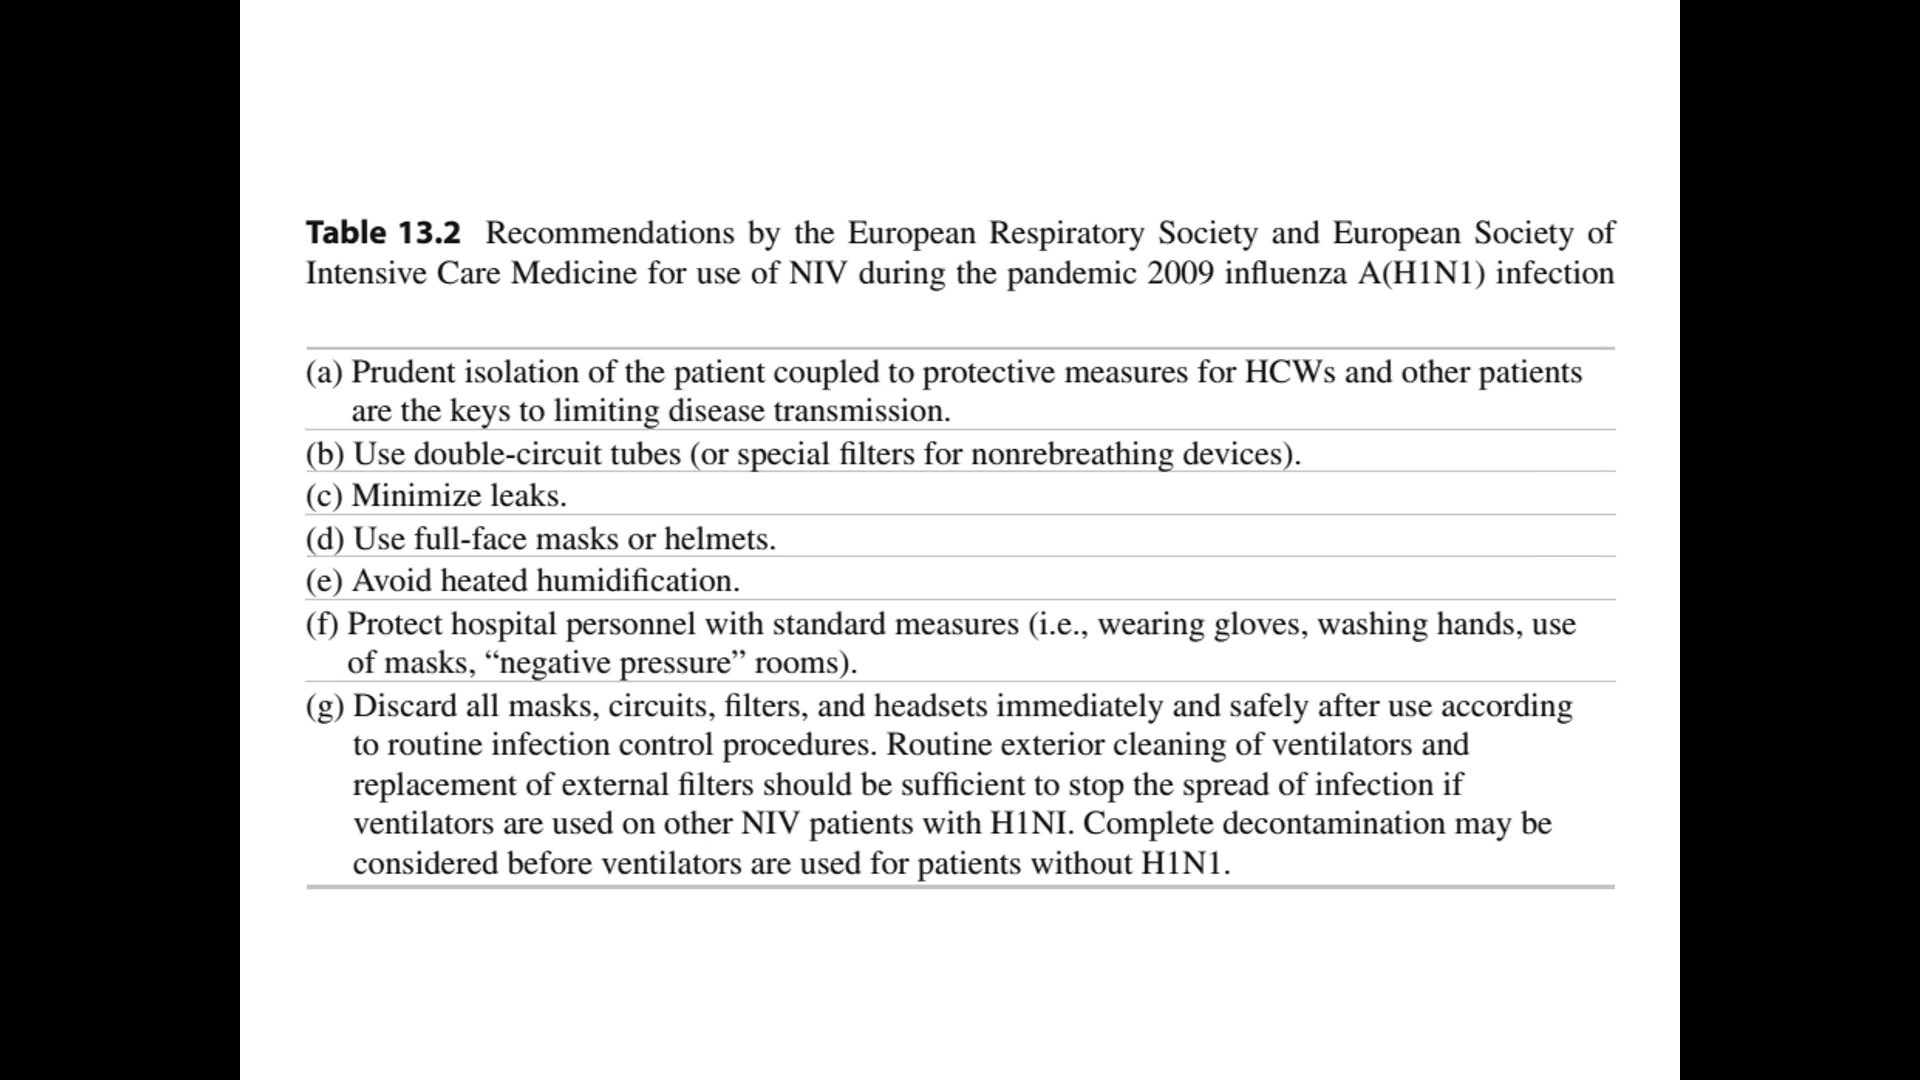 Table 13.2 Recommendations by the European Respiratory Society and European Society of
Intensive Care Medicine for use of NIV during the pandemic 2009 influenza A(H1N1) infection
(a) Prudent isolation of the patient coupled to protective measures for HCWs and other patients
are the keys to limiting disease transmission.
(b) Use double-circuit tubes (or special filters for nonrebreathing devices).
(c) Minimize leaks.
(d) Use full-face masks or helmets.
(e) Avoid heated humidification.
(f) Protect hospital personnel with standard measures (i.e., wearing gloves, washing hands, use
of masks, “negative pressure” rooms).
(g) Discard all masks, circuits, filters, and headsets immediately and safely after use according
to routine infection control procedures. Routine exterior cleaning of ventilators and
replacement of external filters should be sufficient to stop the spread of infection if
ventilators are used on other NIV patients with H1NI. Complete decontamination may be
considered before ventilators are used for patients without H1N1.